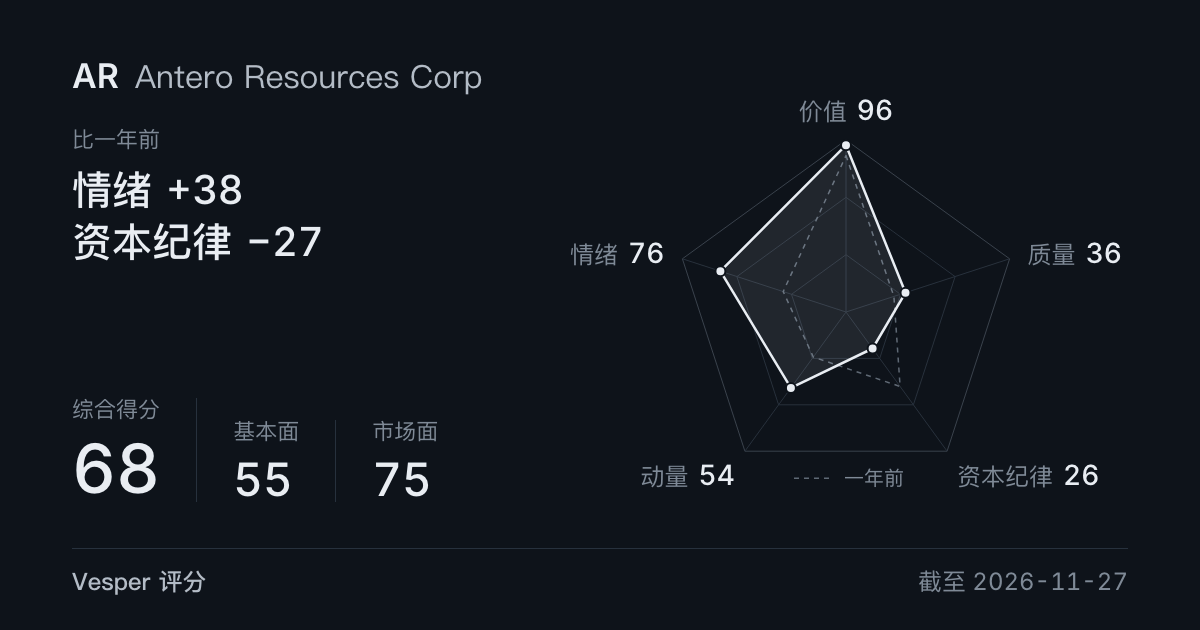 AR Antero Resources Corp
比一年前
情绪 +38
资本纪律 −27
价值 96
情绪 76
质量 36
动量 54
一年前
资本纪律 26
综合得分
68
基本面
55
市场面
75
Vesper 评分
截至 2026-11-27